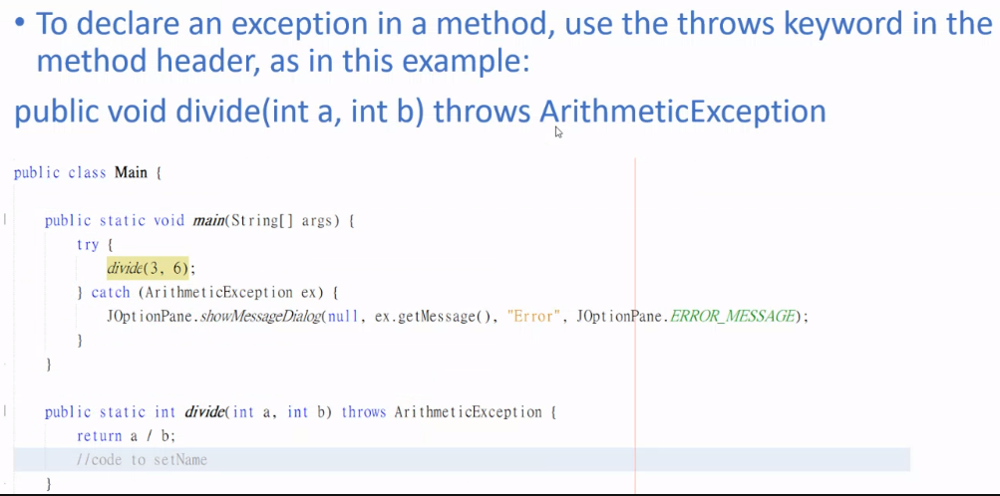 • To declare an exception in a method, use the throws keyword in the
method header, as in this example:
public void divide(int a, int b) throws ArithmeticException
public class Main {
public static void main(String[] args) {
try {
divide(3, 6);
} catch (ArithmeticException ex) {
JOptionPane.showMessageDialog(null, ex.getMessage(), "Error", JOptionPane.ERROR_MESSAGE);
}
}
public static int divide(int a, int b) throws ArithmeticException {
return a / b;
//code to setName
}